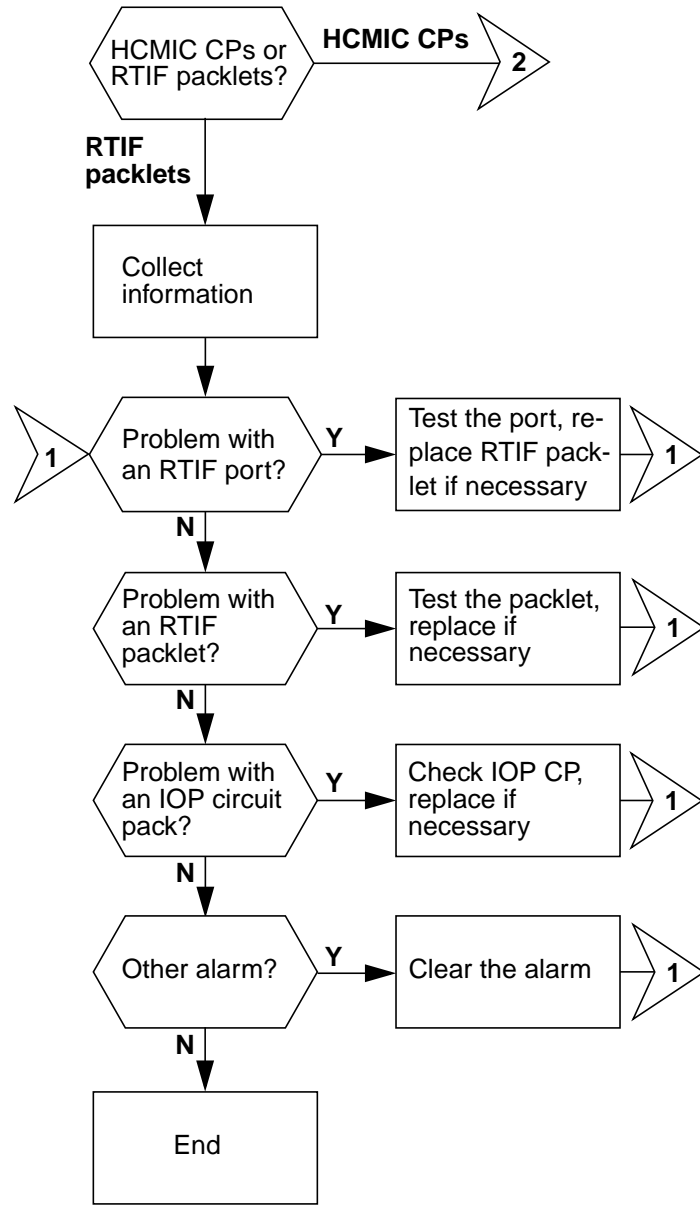 HCMIC CPs or
RTIF packlets?
HCMIC CPs
2
RTIF
packlets
Collect
information
1
Problem with
an RTIF port?
Y
Test the port, re-
place RTIF pack-
let if necessary
1
N
Problem with
an RTIF
packlet?
Y
Test the packlet,
replace if
necessary
1
N
Problem with
an IOP circuit
pack?
Y
Check IOP CP,
replace if
necessary
1
N
Other alarm?
Y
Clear the alarm
1
N
End